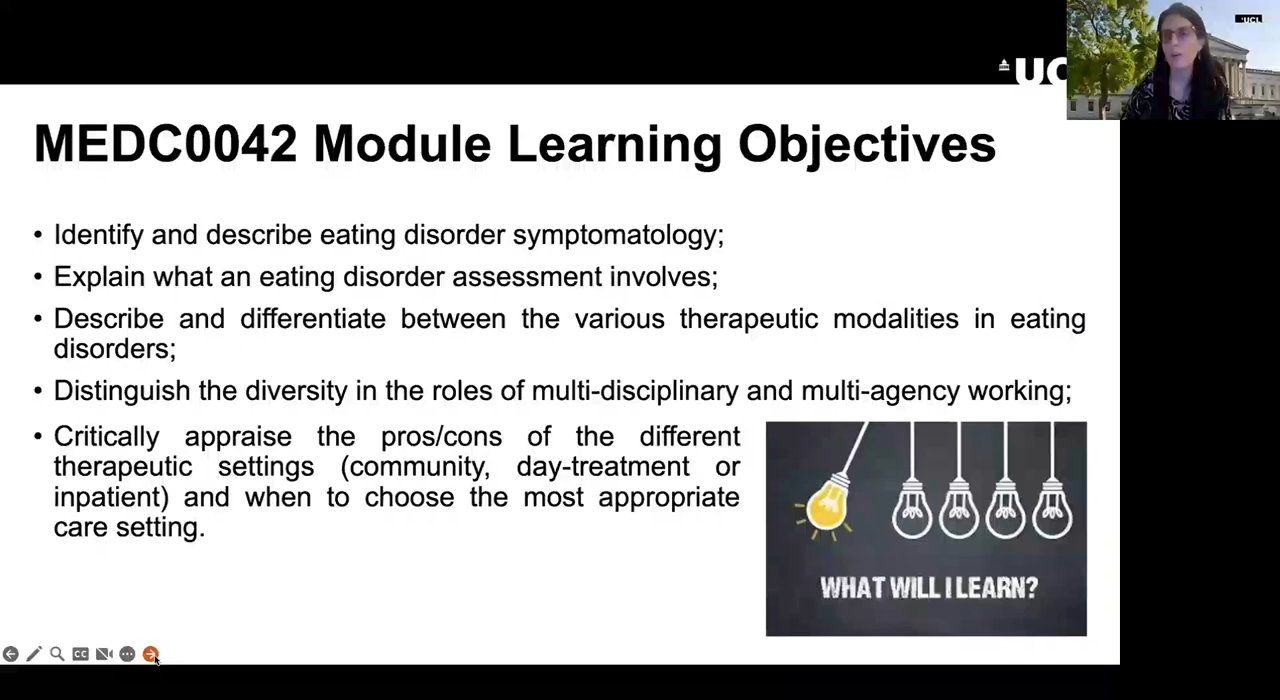 UCL
UC
MEDC0042 Module Learning Objectives
• Identify and describe eating disorder symptomatology;
• Explain what an eating disorder assessment involves;
• Describe and differentiate between the various therapeutic modalities in eating
disorders;
• Distinguish the diversity in the roles of multi-disciplinary and multi-agency working;
• Critically appraise the pros/cons of the different
therapeutic settings (community, day-treatment or
inpatient) and when to choose the most appropriate
care setting.
WHAT WILL I LEARN?
CC